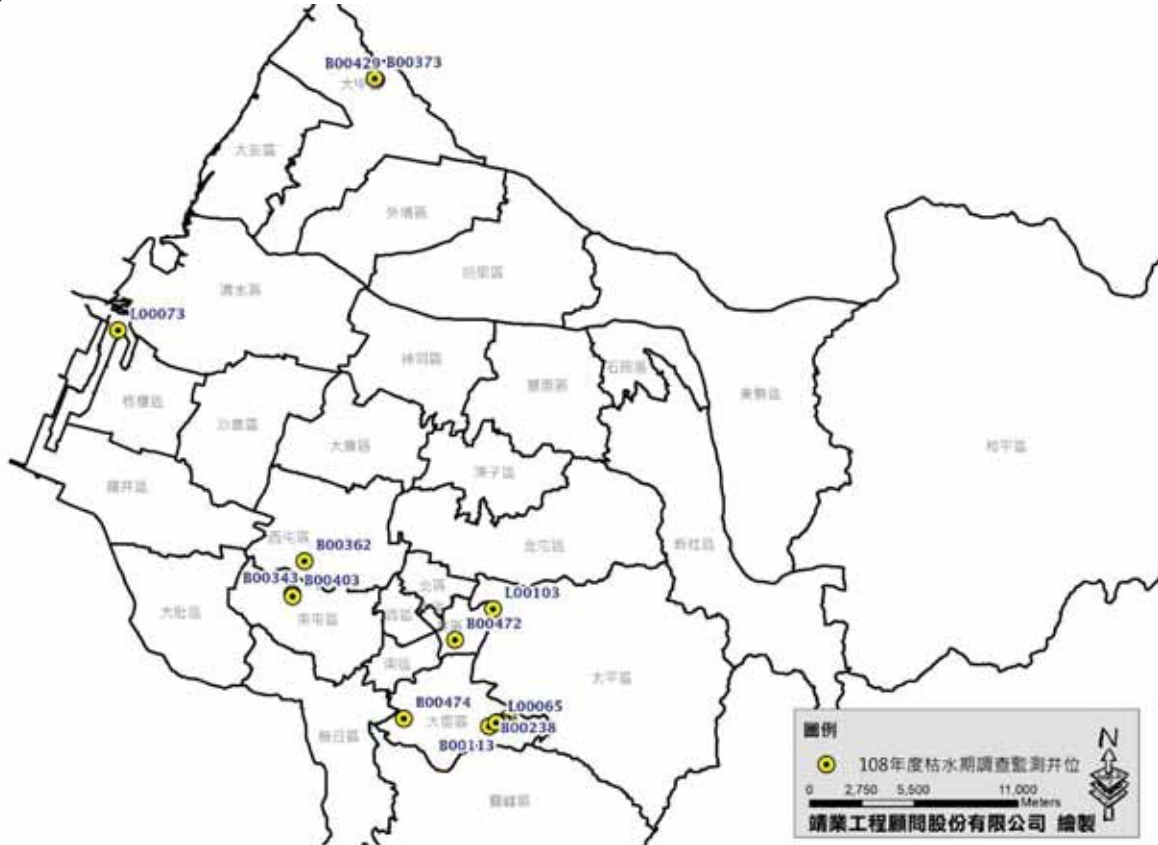 B00429 B00373
大安區
外埔區
后里區
清水區
L00073
神岡區
豐原區
石岡區
東勢區
和平區
梧棲區
沙鹿區
大雅區
潭子區
龍井區
西屯區
B00362
北屯區
新社區
B00343 B00403
南屯區
大肚區
北區
西區
L00103
B00472
南區
太平區
B00474
大里區
L00065
B00238
B00113
烏日區
霧峰區
圖例
108年度枯水期調查監測井位
N
0 2,750 5,500 11,000
Meters
靖業工程顧問股份有限公司 繪製